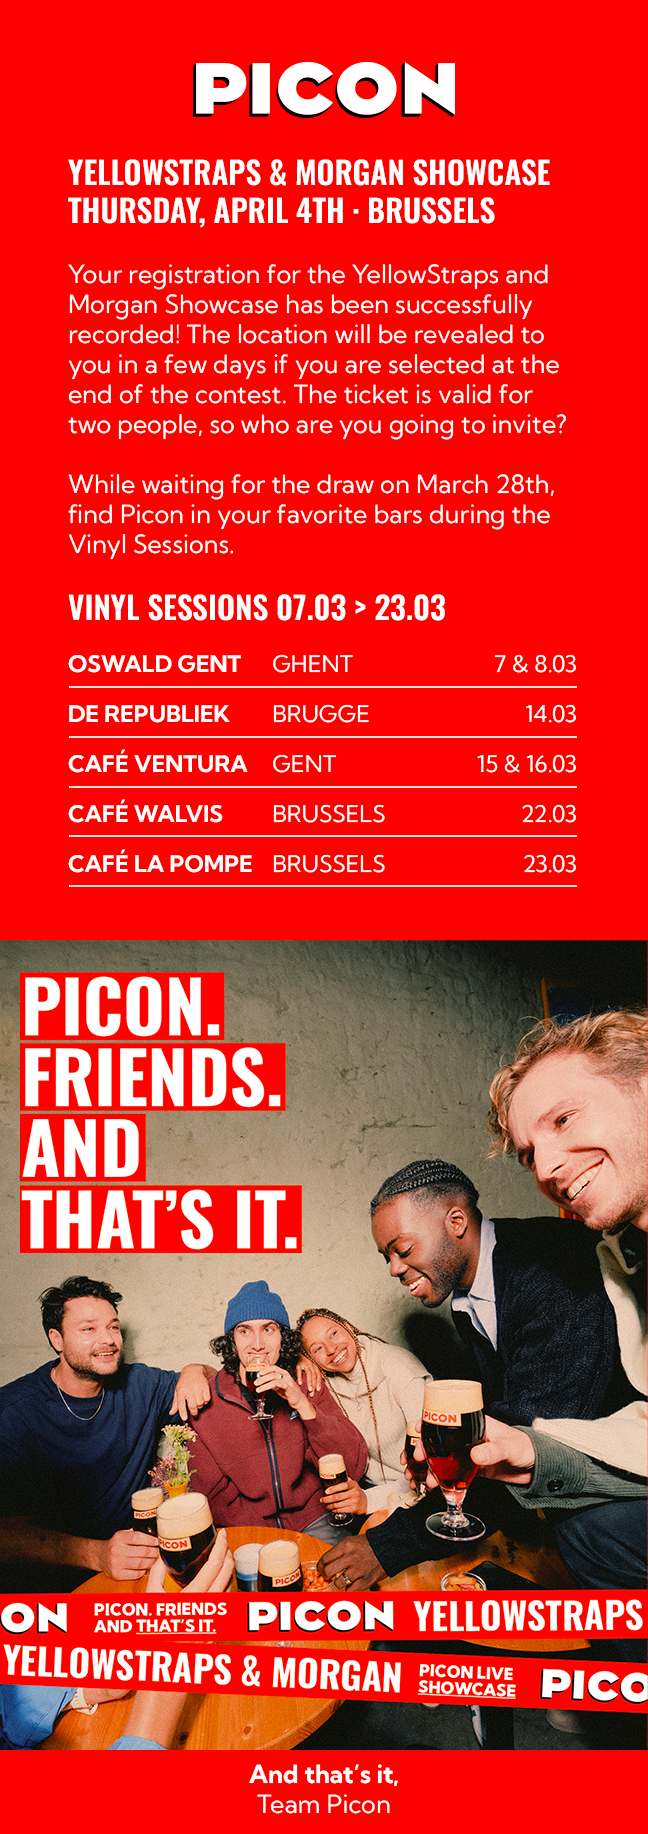 PICON
YELLOWSTRAPS & MORGAN SHOWCASE
THURSDAY, APRIL 4TH · BRUSSELS
Your registration for the YellowStraps and
Morgan Showcase has been successfully
recorded! The location will be revealed to
you in a few days if you are selected at the
end of the contest. The ticket is valid for
two people, so who are you going to invite?
While waiting for the draw on March 28th,
find Picon in your favorite bars during the
Vinyl Sessions.
VINYL SESSIONS 07.03 > 23.03
OSWALD GENT GHENT 7 & 8.03
DE REPUBLIEK BRUGGE 14.03
CAFÉ VENTURA GENT 15 & 16.03
CAFÉ WALVIS BRUSSELS 22.03
CAFÉ LA POMPE BRUSSELS 23.03
PICON.
FRIENDS.
AND
THAT'S IT.
PICON
PICON
PICON
PICON
PICON
ON PICON. FRIENDS AND THAT'S IT. PICON YELLOWSTRAPS
YELLOWSTRAPS & MORGAN PICON LIVE SHOWCASE PICO
And that's it,
Team Picon